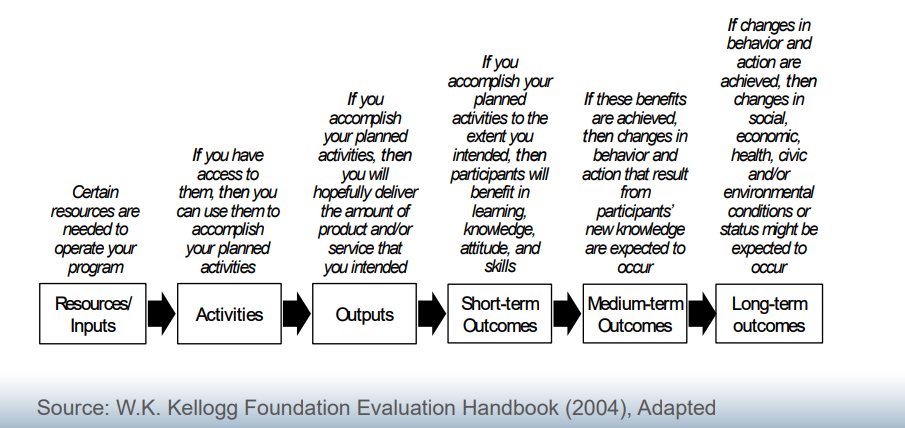 Certain
resources are
needed to
operate your
program
If you have
access to
them, then you
can use them to
accomplish
your planned
activities
If you
accomplish
your planned
activities, then
you will
hopefully deliver
the amount of
product and/or
service that
you intended
If you
accomplish your
planned
activities to the
extent you
intended, then
participants will
benefit in
learning,
knowledge,
attitude, and
skills
If these benefits
are achieved,
then changes in
behavior and
action that result
from
participants'
new knowledge
are expected to
occur
If changes in
behavior and
action are
achieved, then
changes in
social,
economic,
health, civic
and/or
environmental
conditions or
status might be
expected to
occur
Resources/
Inputs
Activities
Outputs
Short-term
Outcomes
Medium-term
Outcomes
Long-term
outcomes
Source: W.K. Kellogg Foundation Evaluation Handbook (2004), Adapted